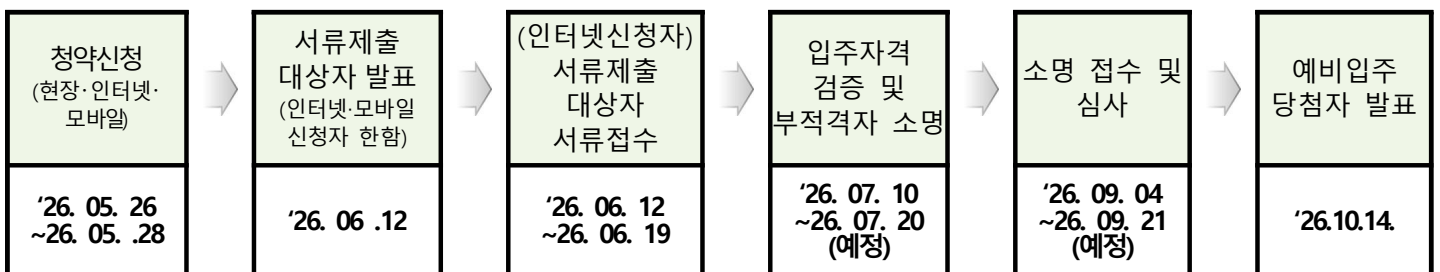 청약신청
(현장·인터넷·
모바일)
'26. 05. 26
~26. 05. .28
서류제출
대상자 발표
(인터넷·모바일
신청자 한함)
'26. 06 .12
(인터넷신청자)
서류제출
대상자
서류접수
'26. 06. 12
~26. 06. 19
입주자격
검증 및
부적격자 소명
'26. 07. 10
~26. 07. 20
(예정)
소명 접수 및
심사
'26. 09. 04
~26. 09. 21
(예정)
예비입주
당첨자 발표
'26.10.14.